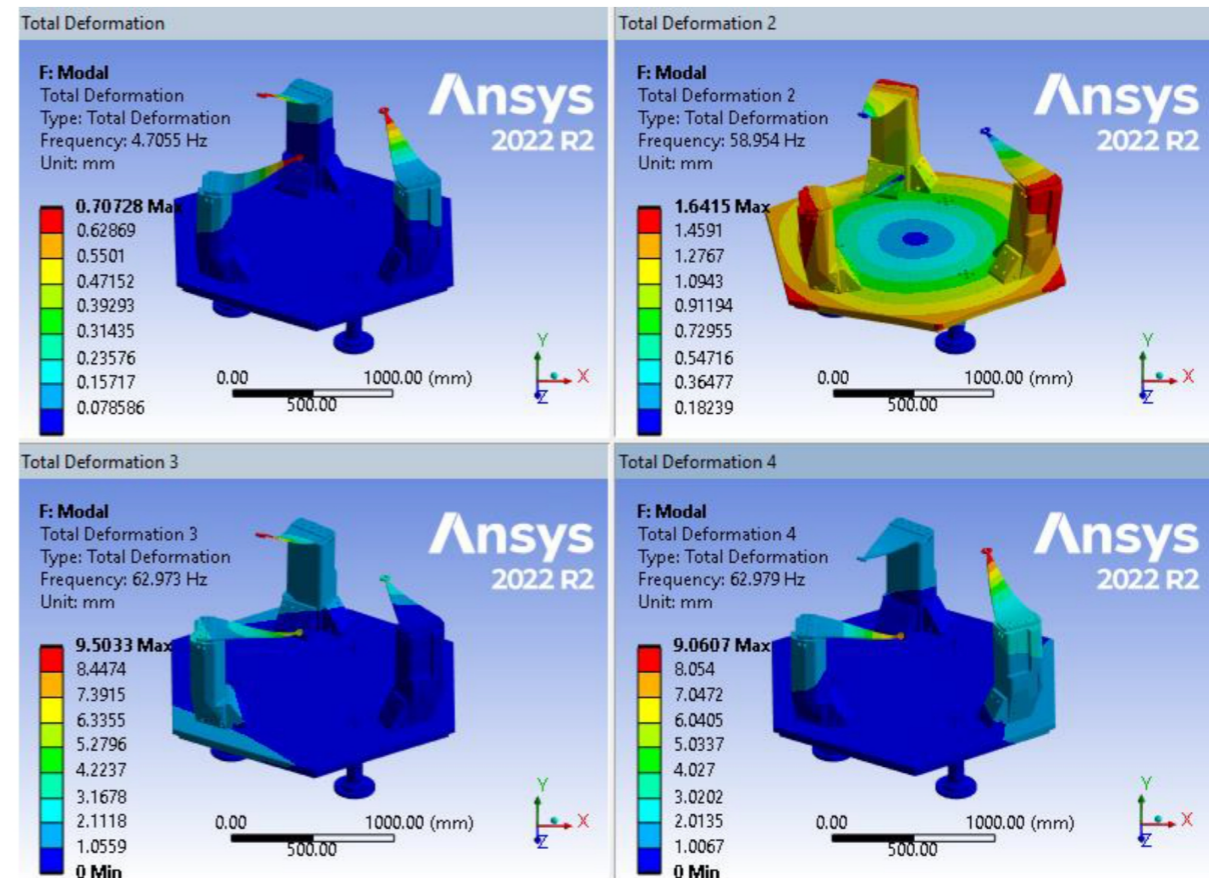 Total Deformation
F: Modal
Total Deformation
Type: Total Deformation
Frequency: 4.7055 Hz
Unit: mm
Ansys
2022 R2
0.70728 Max
0.62869
0.5501
0.47152
0.39293
0.31435
0.23576
0.15717
0.078586
0.00
1000.00 (mm)
500.00
Y
X
Z
Total Deformation 2
F: Modal
Total Deformation 2
Type: Total Deformation
Frequency: 58.954 Hz
Unit: mm
Ansys
2022 R2
1.6415 Max
1.4591
1.2767
1.0943
0.91194
0.72955
0.54716
0.36477
0.18239
0.00
1000.00 (mm)
500.00
Y
X
Z
Total Deformation 3
F: Modal
Total Deformation 3
Type: Total Deformation
Frequency: 62.973 Hz
Unit: mm
Ansys
2022 R2
9.5033 Max
8.4474
7.3915
6.3355
5.2796
4.2237
3.1678
2.1118
1.0559
0 Min
0.00
1000.00 (mm)
500.00
Y
X
Z
Total Deformation 4
F: Modal
Total Deformation 4
Type: Total Deformation
Frequency: 62.979 Hz
Unit: mm
Ansys
2022 R2
9.0607 Max
8.054
7.0472
6.0405
5.0337
4.027
3.0202
2.0135
1.0067
0 Min
0.00
1000.00 (mm)
500.00
Y
X
Z